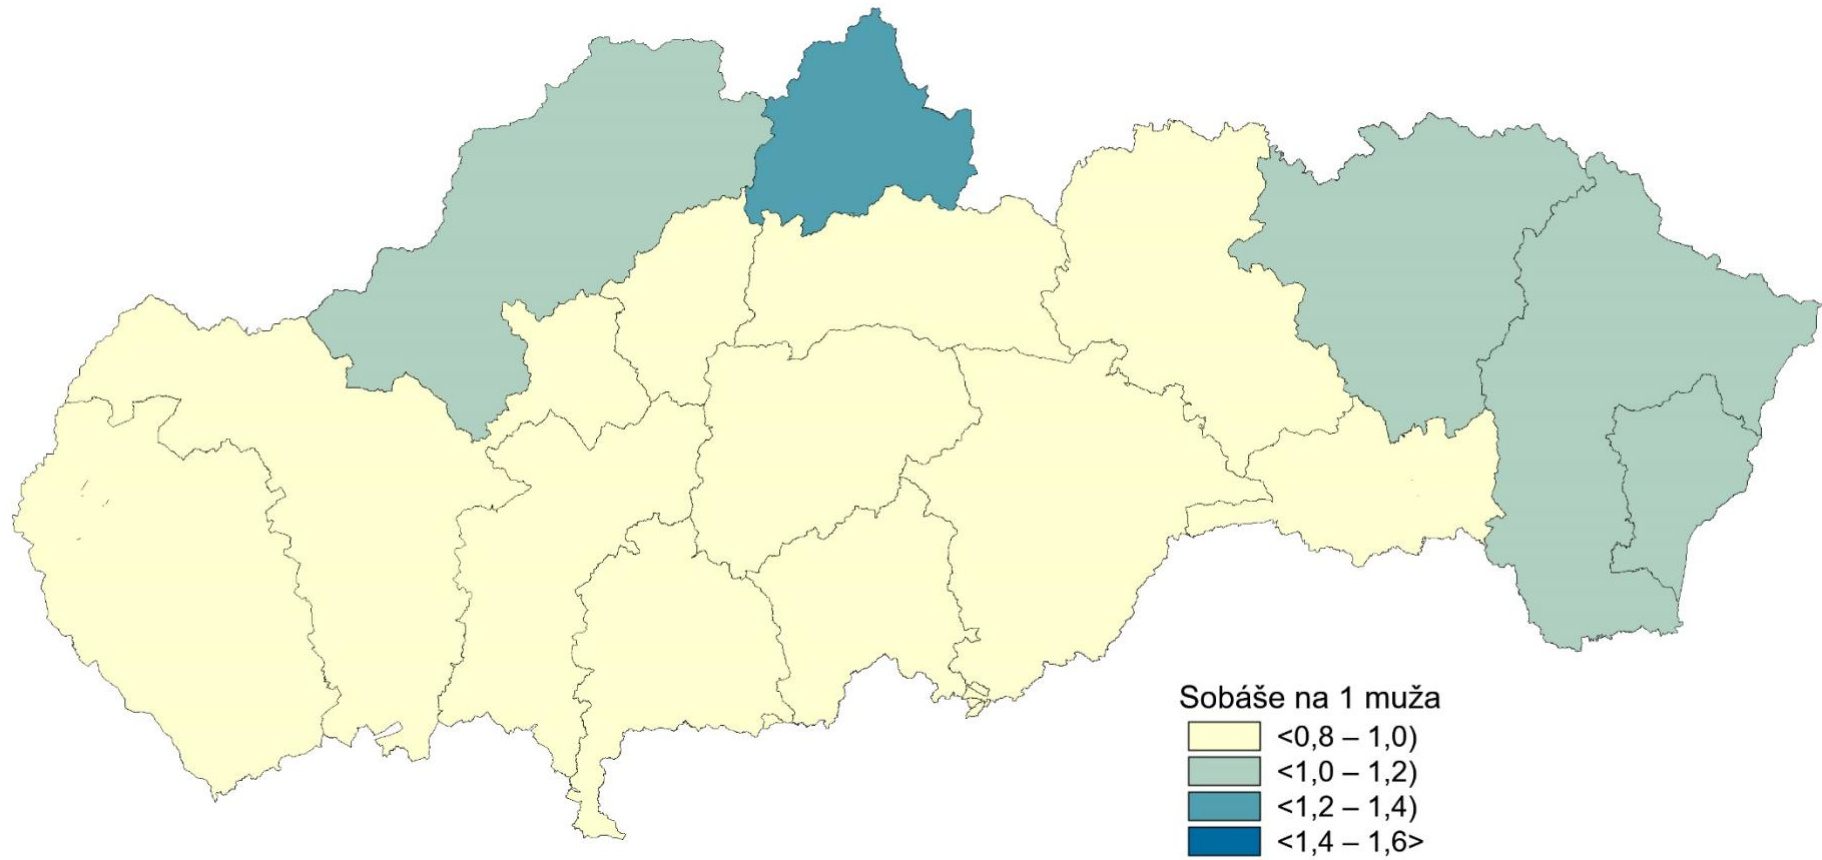 Sobáše na 1 muža
<0,8 – 1,0)
<1,0 – 1,2)
<1,2 – 1,4)
<1,4 – 1,6>